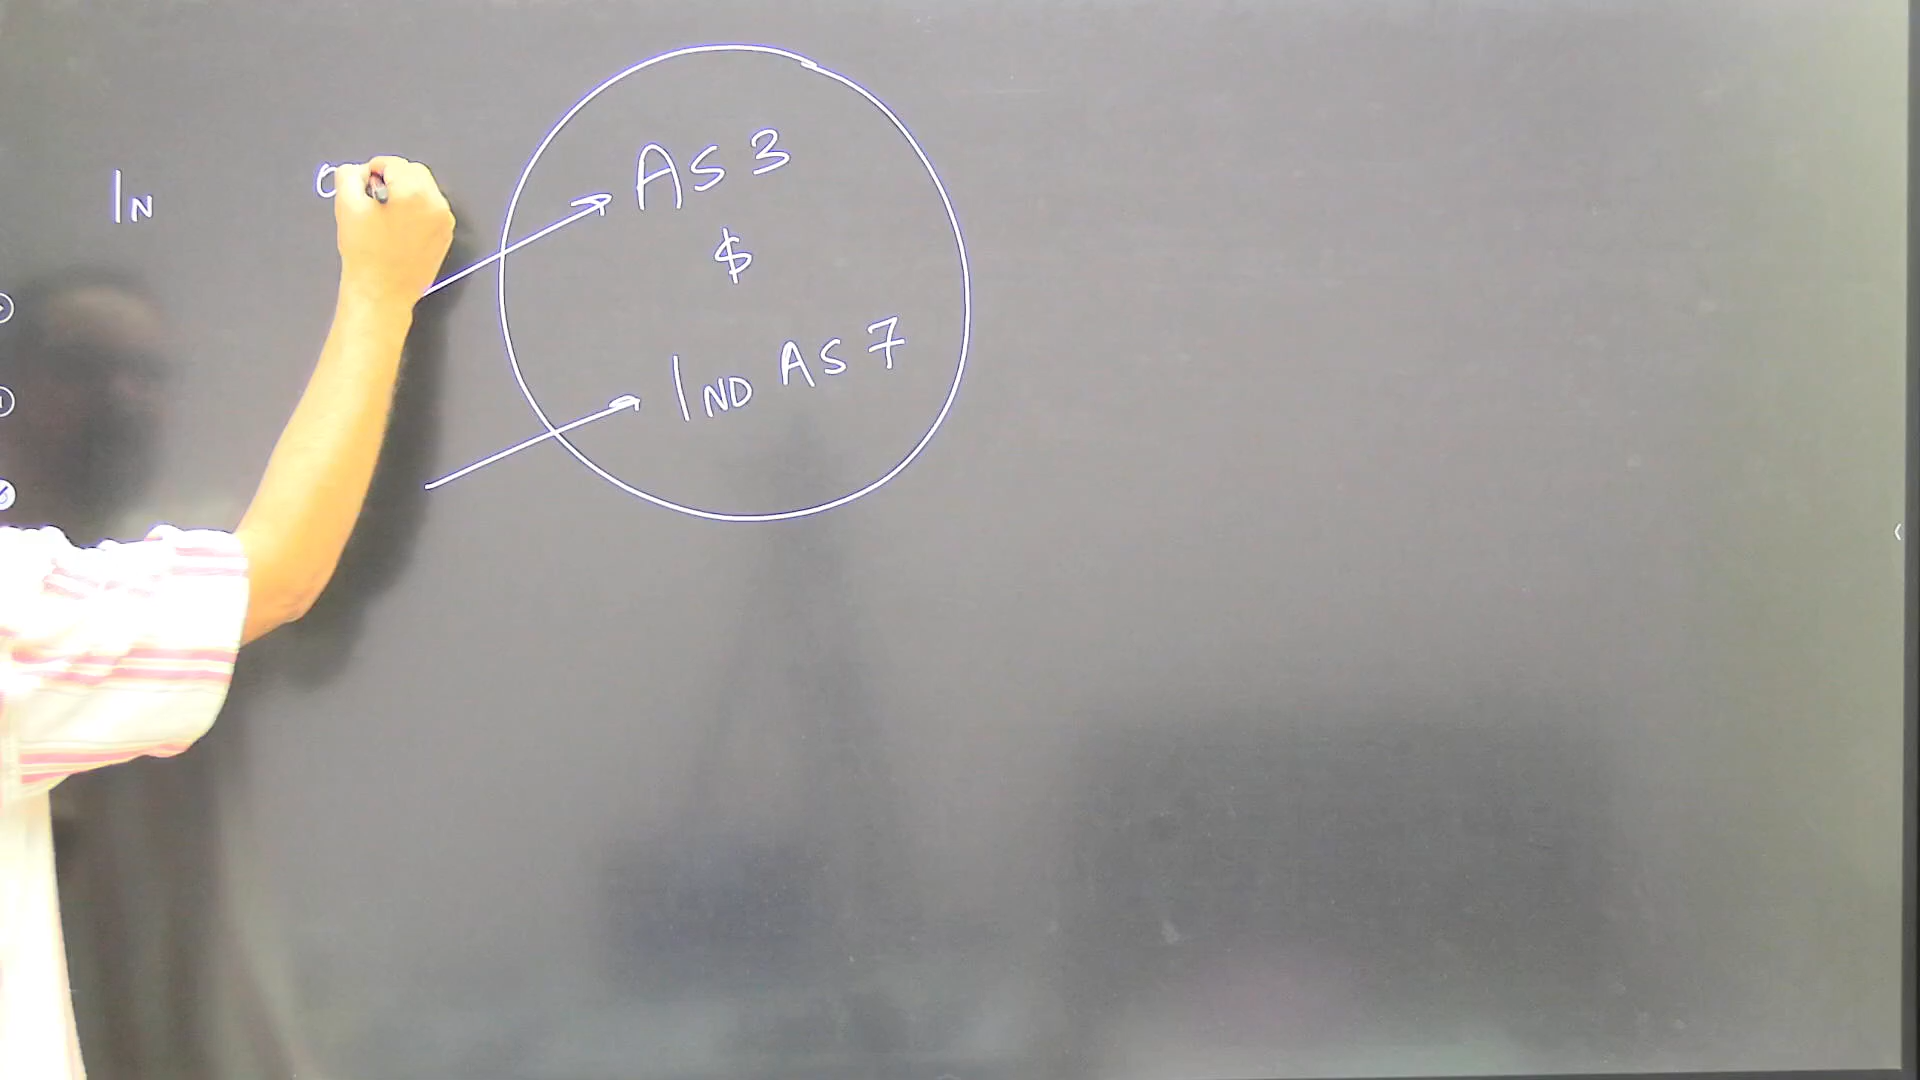 IN
AS 3
$
IND AS 7